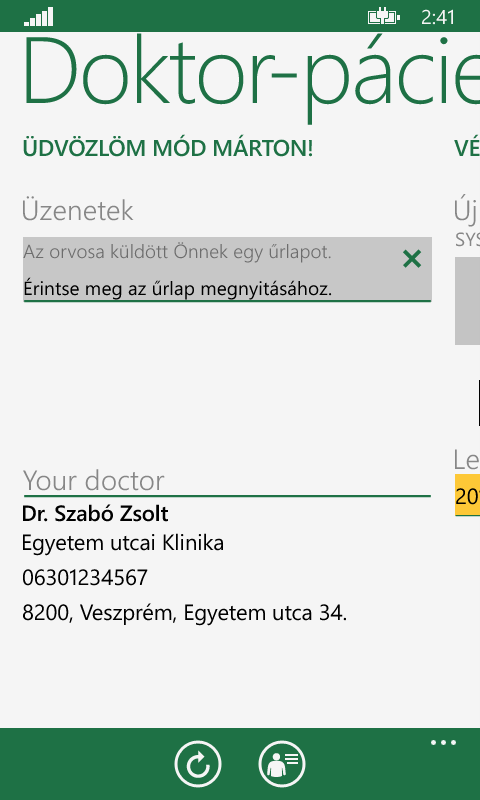 2:41
Doktor-pácie
ÜDVÖZLÖM MÓD MÁRTON!
Üzenetek
Az orvosa küldött Önnek egy űrlapot.
Érintse meg az űrlap megnyitásához.
Your doctor
Dr. Szabó Zsolt
Egyetem utcai Klinika
06301234567
8200, Veszprém, Egyetem utca 34.
VÉ
Új
SYS
Le
20